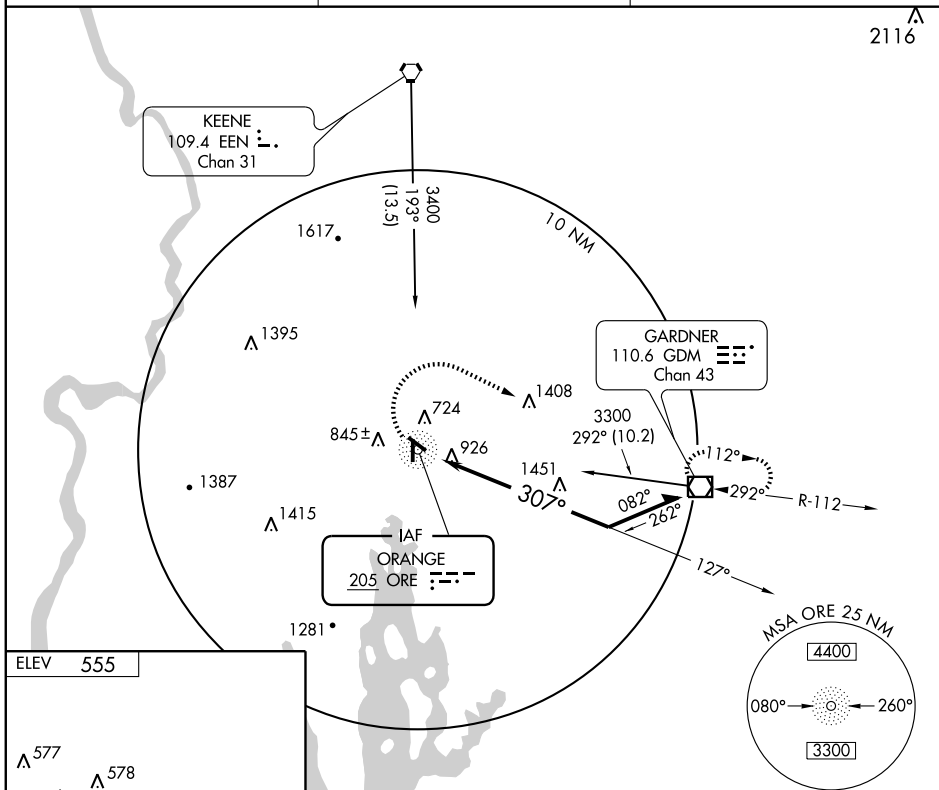 2116
KEENE
109.4 EEN
Chan 31
3400
193°
(13.5)
10 NM
1617
1395
GARDNER
110.6 GDM
Chan 43
1408
724
845±
926
3300
292° (10.2)
1451
112°
1387
307°
082°
262°
292°
R-112
1415
IAF
ORANGE
205 ORE
127°
1281
MSA ORE 25 NM
4400
080°
260°
3300
ELEV 555
577
578